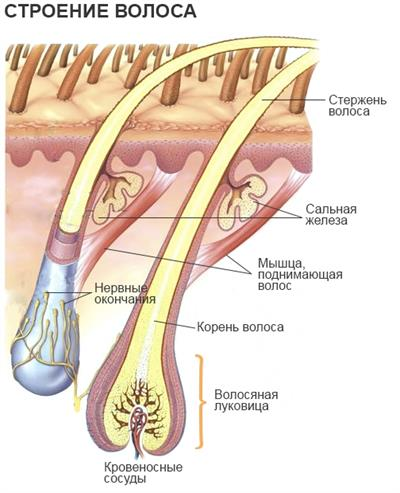 СТРОЕНИЕ ВОЛОСА
Стержень
волоса
Сальная
железа
Мышца,
поднимающая
волос
Нервные
окончания
Корень волоса
Волосяная
луковица
Кровеносные
сосуды